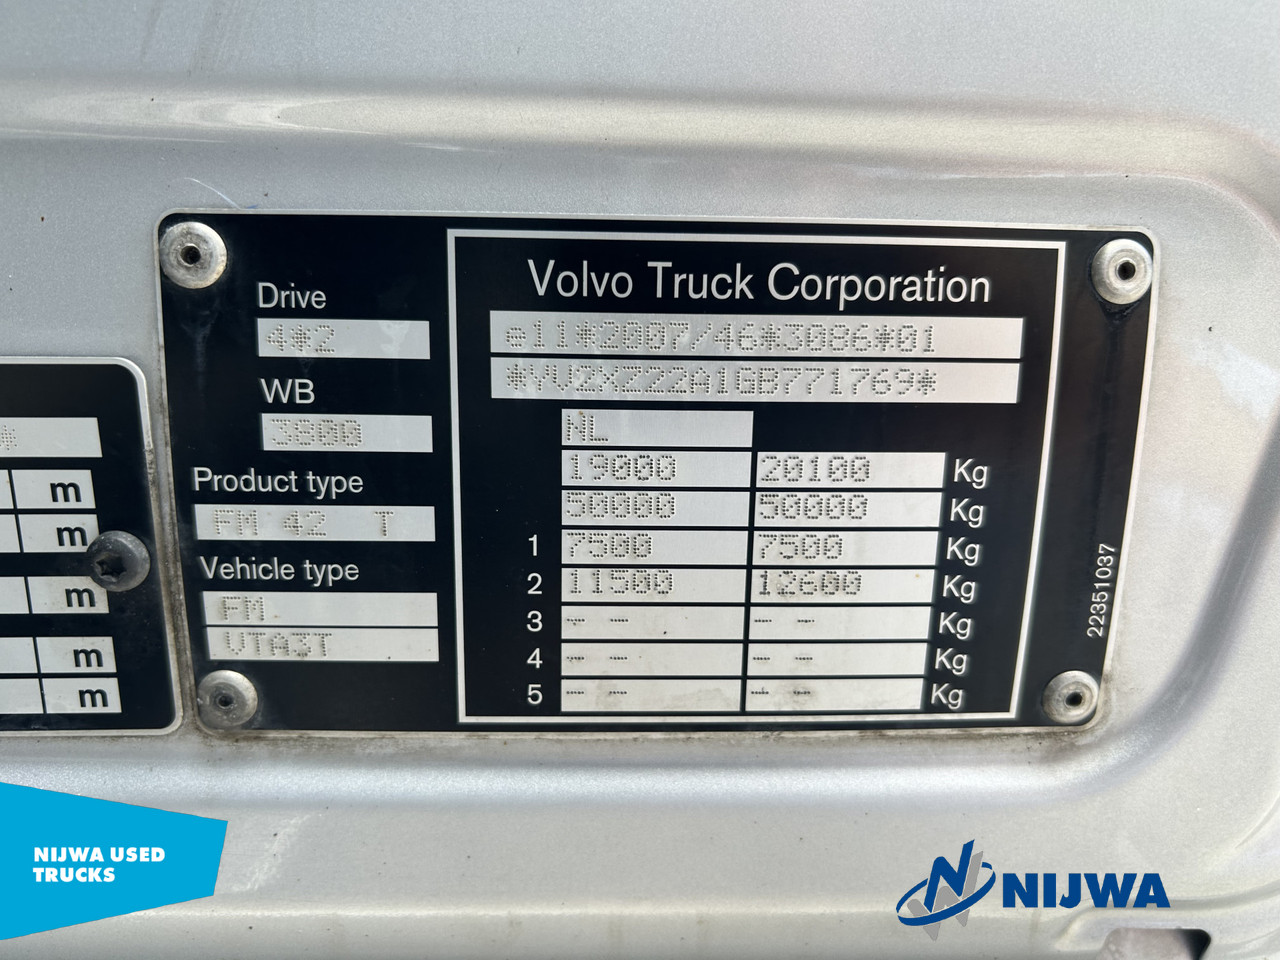 Volvo Truck Corporation
Drive
4*2
WB
3800
Product type
FM 42 T
Vehicle type
FM
VTA3T
e11*2007/46*3086*01
*YV2XZ22A1GB771769*
NL
19000 20100 Kg
50000 50000 Kg
1 7500 7500 Kg
2 11500 12600 Kg
3 -- -- -- -- Kg
4 -- -- -- -- Kg
5 -- -- -- -- Kg
22351037
*
m
m
m
m
m
NIJWA USED
TRUCKS
NIJWA